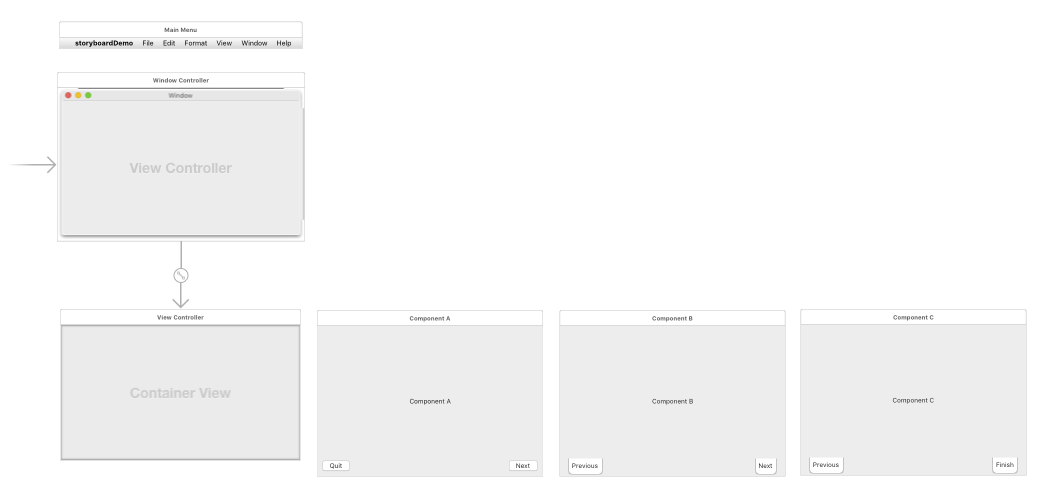 Main Menu
storyboardDemo File Edit Format View Window Help
Window Controller
Window
View Controller
View Controller
Container View
Component A
Component A
Quit Next
Component B
Component B
Previous Next
Component C
Component C
Previous Finish